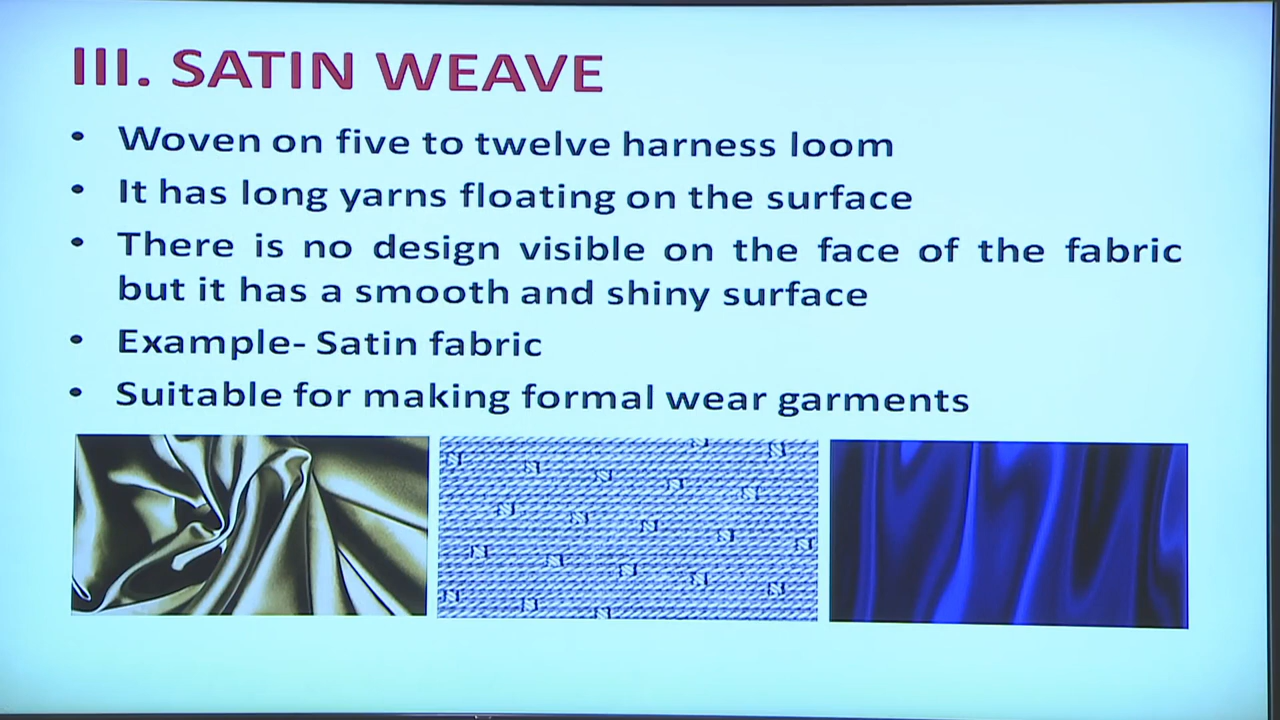 III. SATIN WEAVE
• Woven on five to twelve harness loom
• It has long yarns floating on the surface
• There is no design visible on the face of the fabric
but it has a smooth and shiny surface
• Example- Satin fabric
• Suitable for making formal wear garments